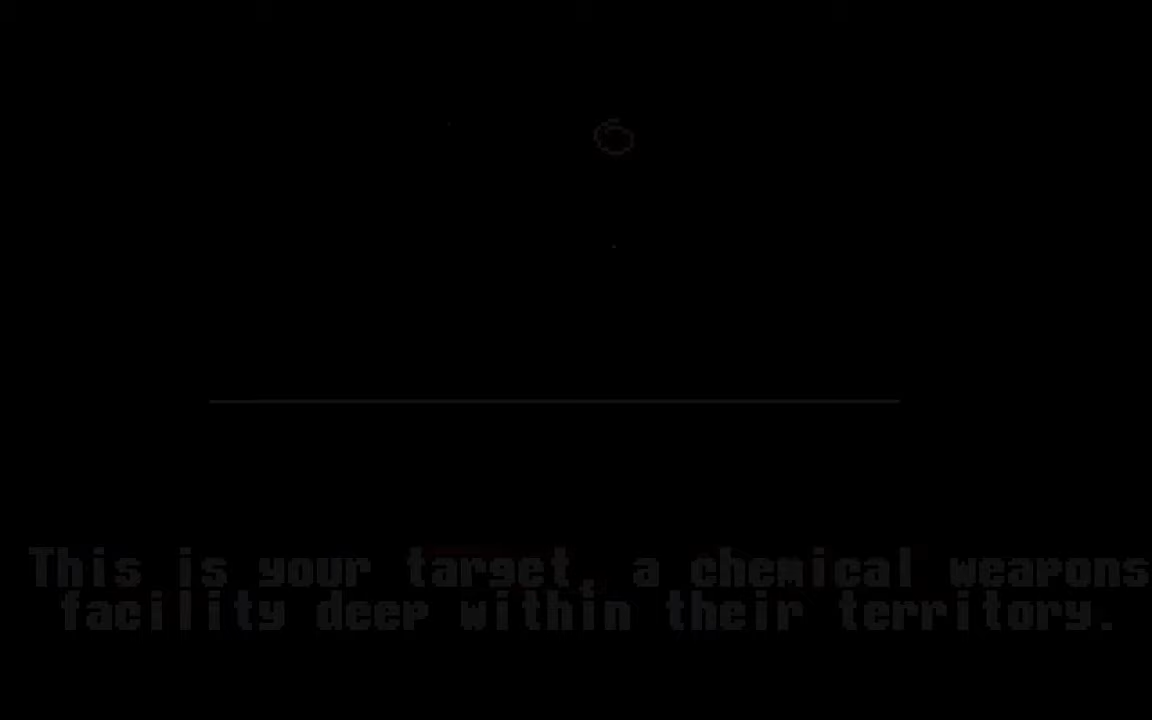 This is your target, a chemical weapons
facility deep within their territory.